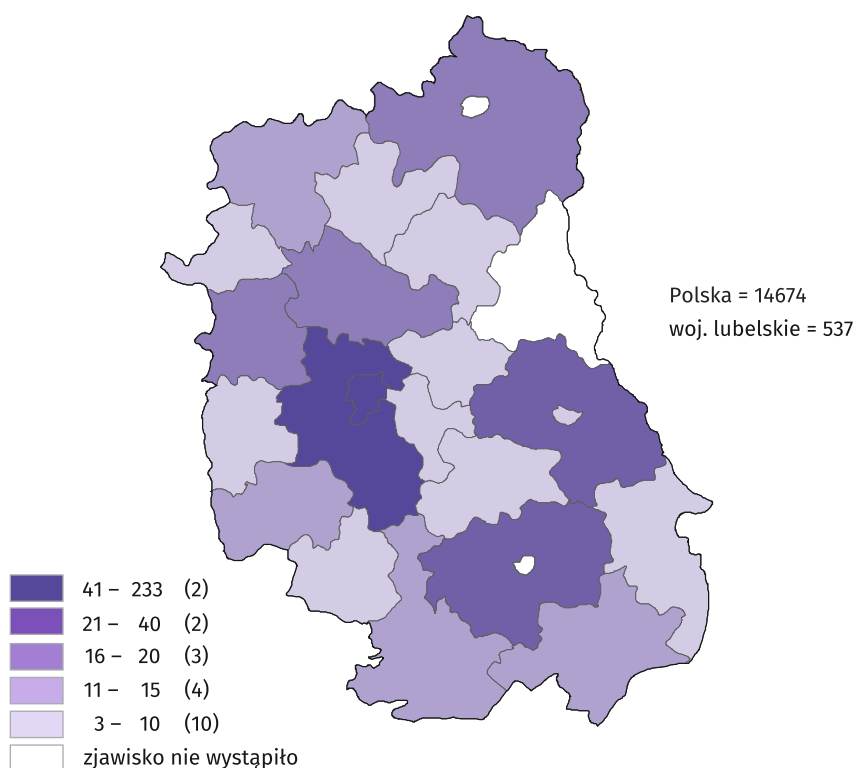 Polska = 14674
woj. lubelskie = 537
41 – 233 (2)
21 – 40 (2)
16 – 20 (3)
11 – 15 (4)
3 – 10 (10)
zjawisko nie wystąpiło